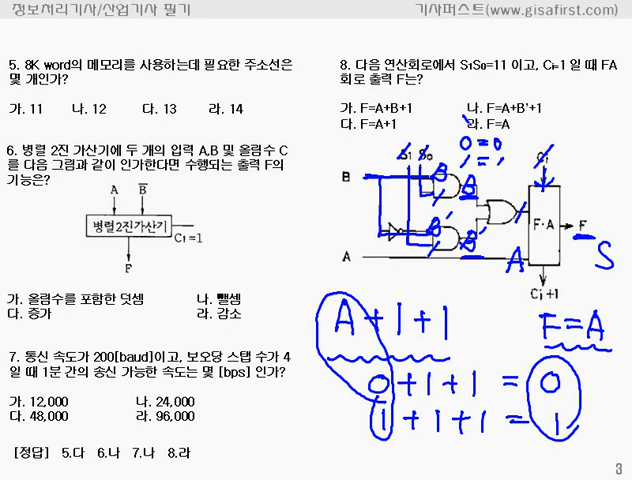 정보처리기사/산업기사 필기
기사퍼스트(www.gisafirst.com)
5. 8K word의 메모리를 사용하는데 필요한 주소선은
몇 개인가?
가. 11 나. 12 다. 13 라. 14
6. 병렬 2진 가산기에 두 개의 입력 A,B 및 올림수 C
를 다음 그림과 같이 인가한다면 수행되는 출력 F의
기능은?
A B
병렬2진가산기
C₁=1
F
가. 올림수를 포함한 덧셈 나. 뺄셈
다. 증가 라. 감소
7. 통신 속도가 200[baud]이고, 보오당 스탭 수가 4
일 때 1분 간의 송신 가능한 속도는 몇 [bps] 인가?
가. 12,000 나. 24,000
다. 48,000 라. 96,000
[정답] 5.다 6.나 7.나 8.라
8. 다음 연산회로에서 S₁S₀=11 이고, Cᵢ=1 일 때 FA
회로 출력 F는?
가. F=A+B+1 나. F=A+B'+1
다. F=A+1 라. F=A
0=0
1=1
S₁ S₀ Cᵢ
B B B
F·A F
B' B'
S
A A
Cᵢ+1
A+1+1 F=A
0+1+1=0
1+1+1=1
3